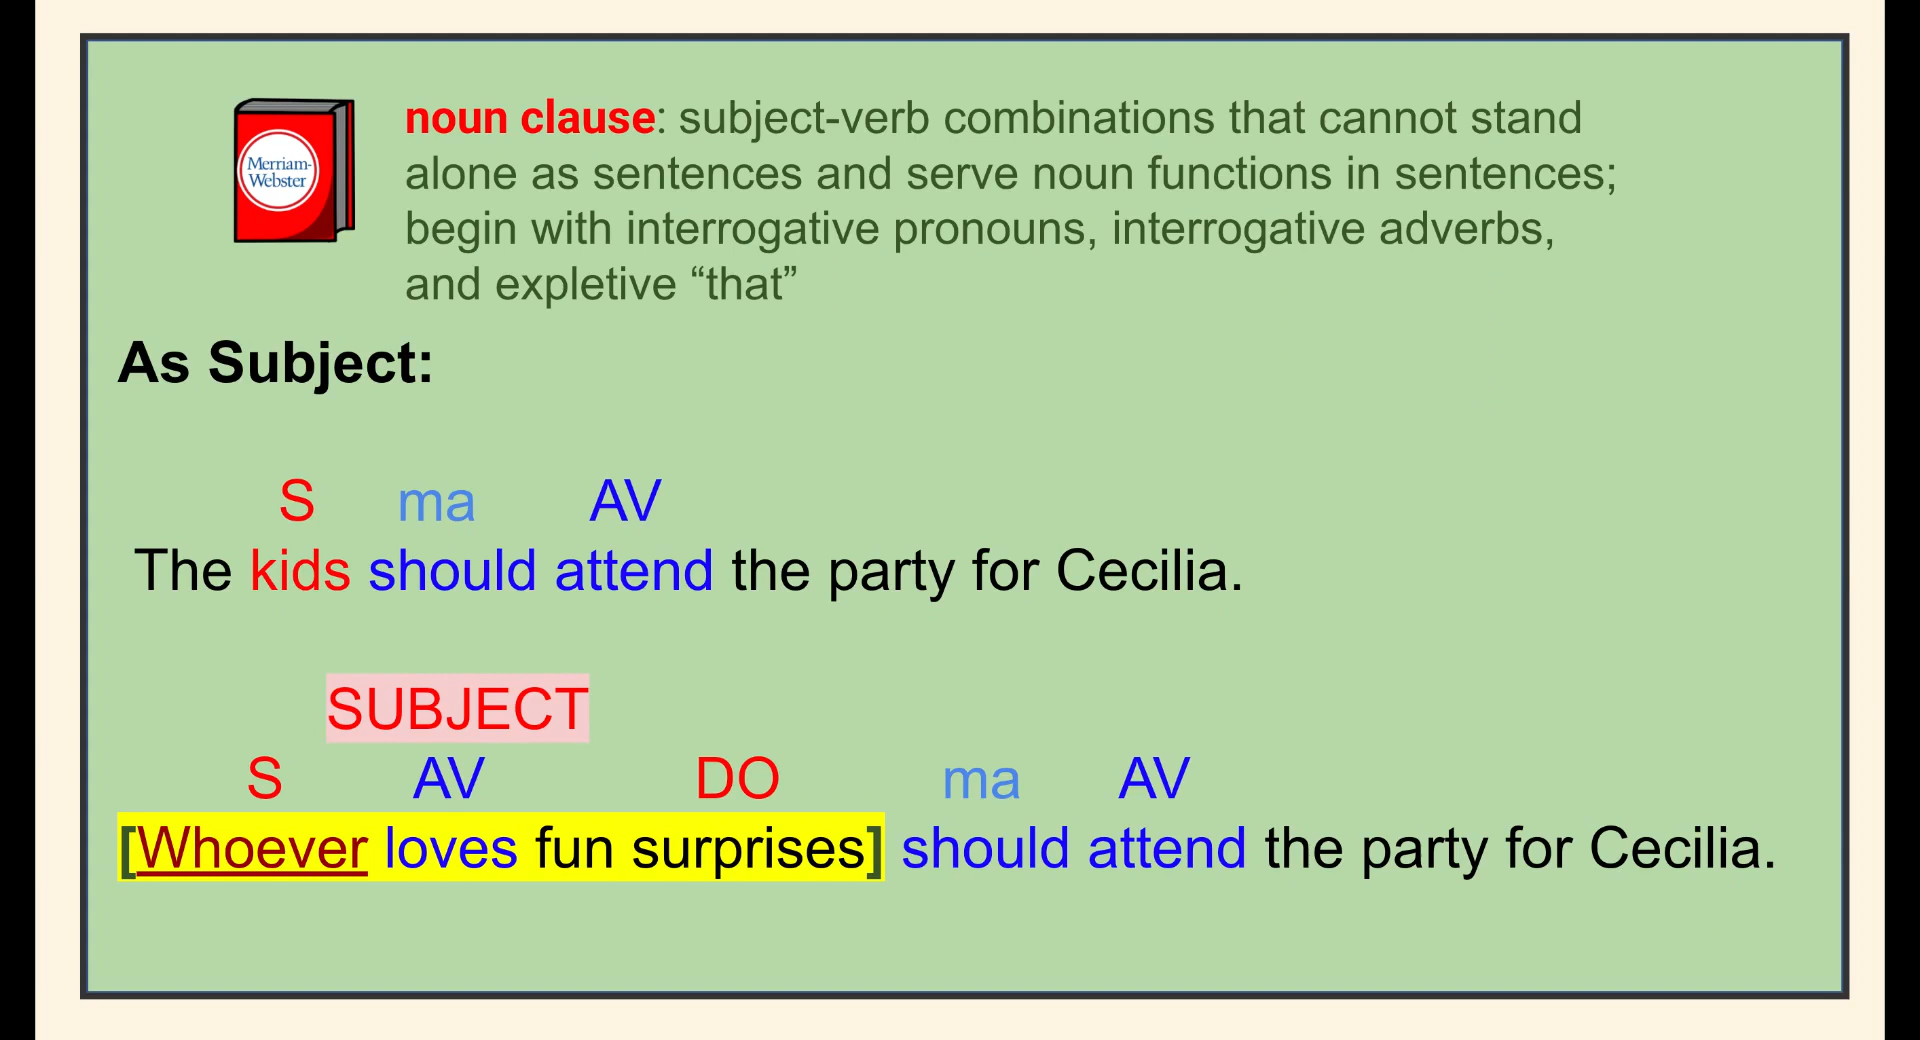 Merriam-
Webster
noun clause: subject-verb combinations that cannot stand
alone as sentences and serve noun functions in sentences;
begin with interrogative pronouns, interrogative adverbs,
and expletive “that”
As Subject:
S ma AV
The kids should attend the party for Cecilia.
SUBJECT
S AV DO ma AV
[Whoever loves fun surprises] should attend the party for Cecilia.